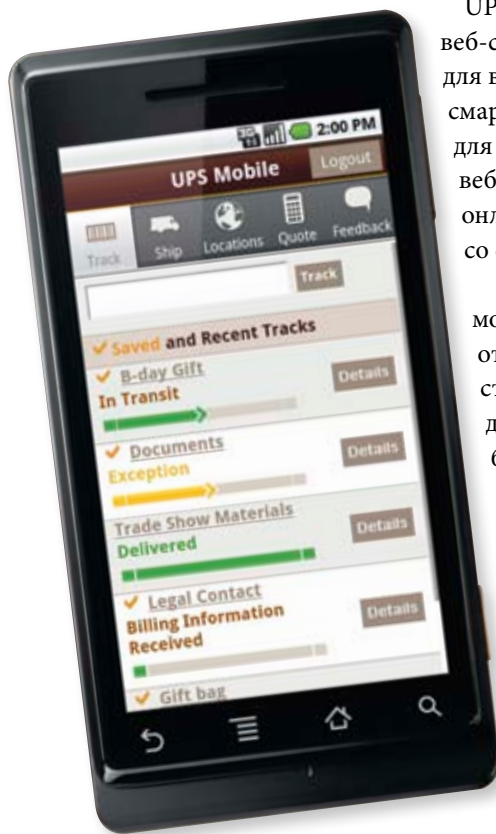 UP
веб-с
для в
смар
для
веб
онл
со
мо
от
ст
д
б
3G
2:00 PM
UPS Mobile
Logout
Track
Ship
Locations
Quote
Feedback
Track
Saved and Recent Tracks
B-day Gift
In Transit
Details
Documents
Exception
Details
Trade Show Materials
Delivered
Details
Legal Contact
Billing Information
Received
Details
Gift bag